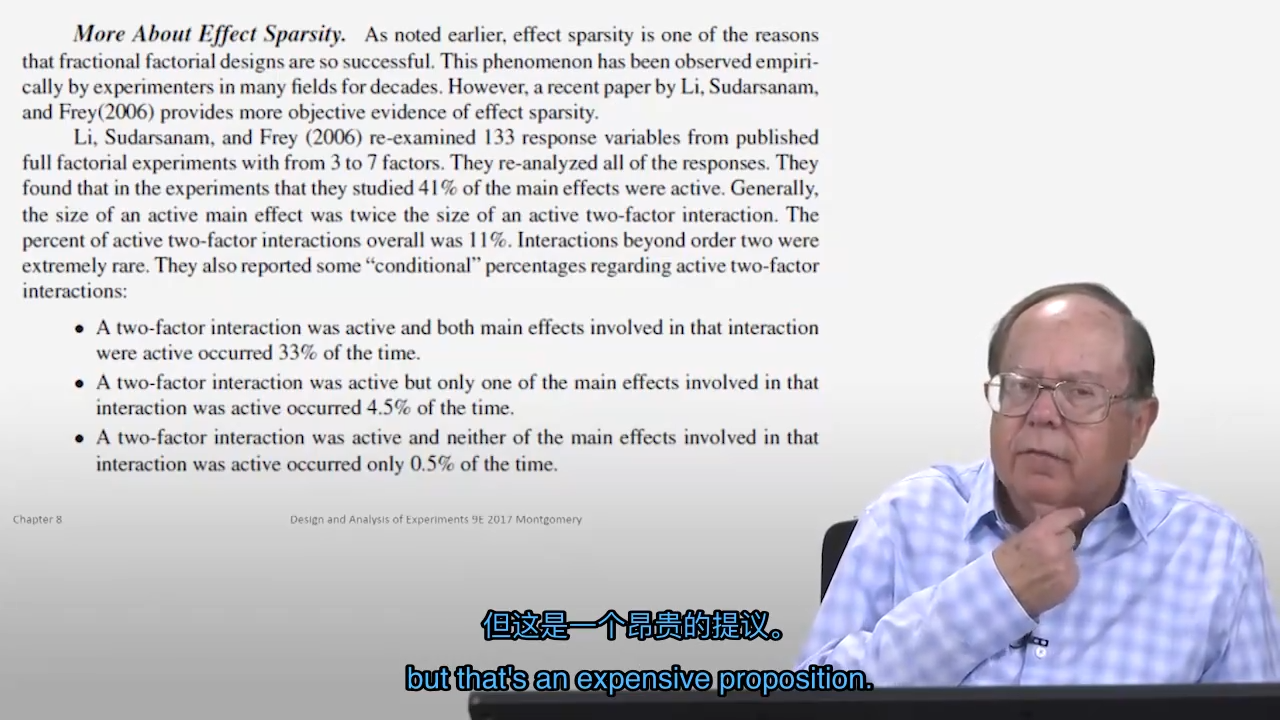 More About Effect Sparsity. As noted earlier, effect sparsity is one of the reasons
that fractional factorial designs are so successful. This phenomenon has been observed empiri-
cally by experimenters in many fields for decades. However, a recent paper by Li, Sudarsanam,
and Frey(2006) provides more objective evidence of effect sparsity.
Li, Sudarsanam, and Frey (2006) re-examined 133 response variables from published
full factorial experiments with from 3 to 7 factors. They re-analyzed all of the responses. They
found that in the experiments that they studied 41% of the main effects were active. Generally,
the size of an active main effect was twice the size of an active two-factor interaction. The
percent of active two-factor interactions overall was 11%. Interactions beyond order two were
extremely rare. They also reported some “conditional” percentages regarding active two-factor
interactions:
• A two-factor interaction was active and both main effects involved in that interaction
were active occurred 33% of the time.
• A two-factor interaction was active but only one of the main effects involved in that
interaction was active occurred 4.5% of the time.
• A two-factor interaction was active and neither of the main effects involved in that
interaction was active occurred only 0.5% of the time.
Chapter 8
Design and Analysis of Experiments 9E 2017 Montgomery
但这是一个昂贵的提议。
but that's an expensive proposition.